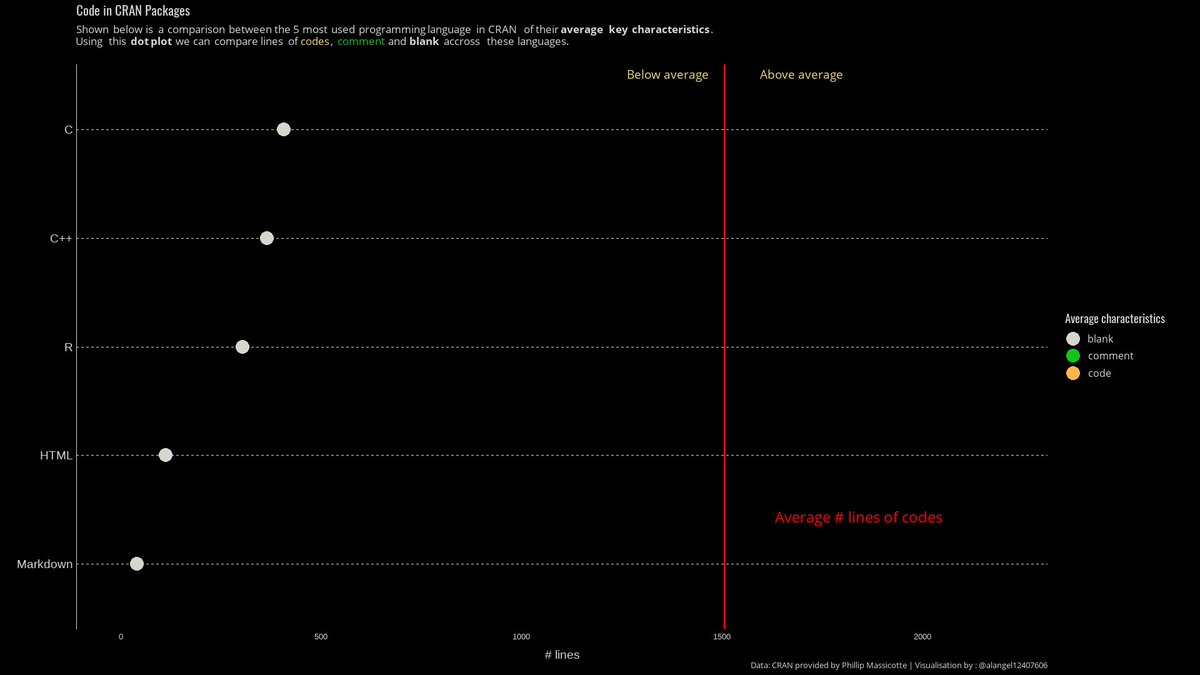 Code in CRAN Packages
Shown below is a comparison between the 5 most used programming language in CRAN of their average key characteristics.
Using this dot plot we can compare lines of codes, comment and blank accross these languages.
Below average
Above average
C
C++
R
HTML
Markdown
Average # lines of codes
Average characteristics
blank
comment
code
0 500 1000 1500 2000
# lines
Data: CRAN provided by Phillip Massicotte | Visualisation by : @alangel12407606